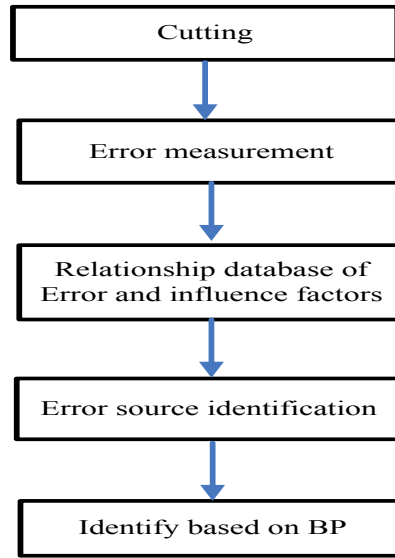 Cutting
Error measurement
Relationship database of
Error and influence factors
Error source identification
Identify based on BP